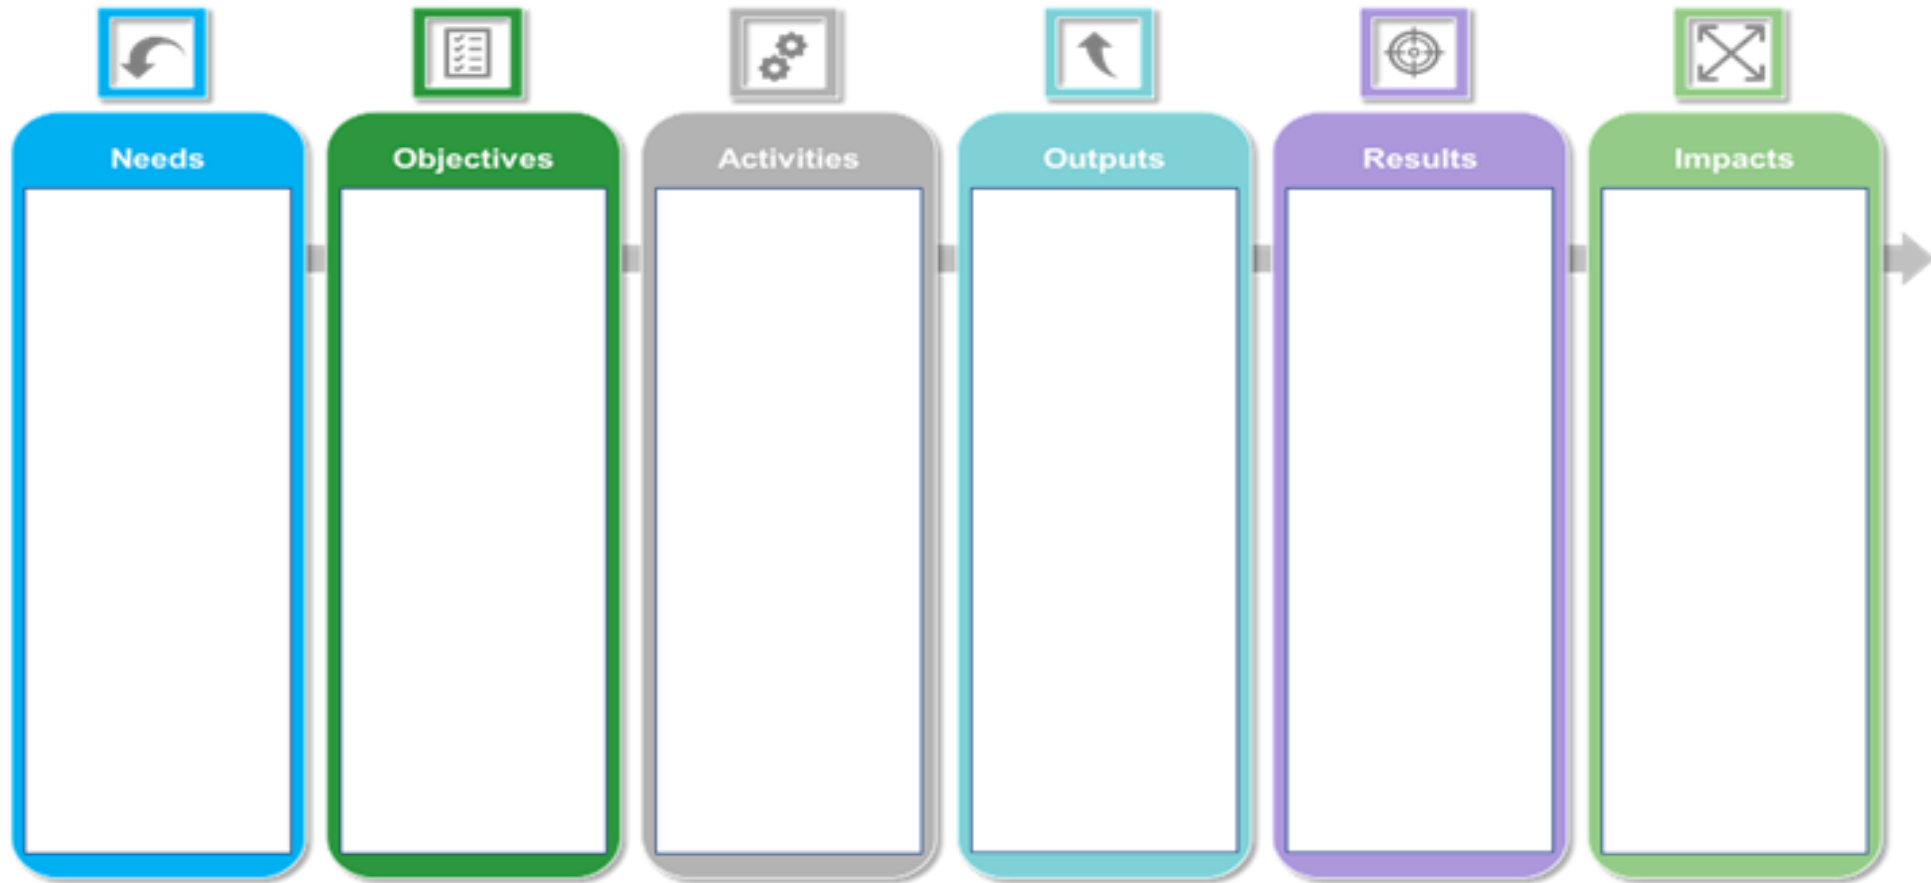 Needs
Objectives
Activities
Outputs
Results
Impacts